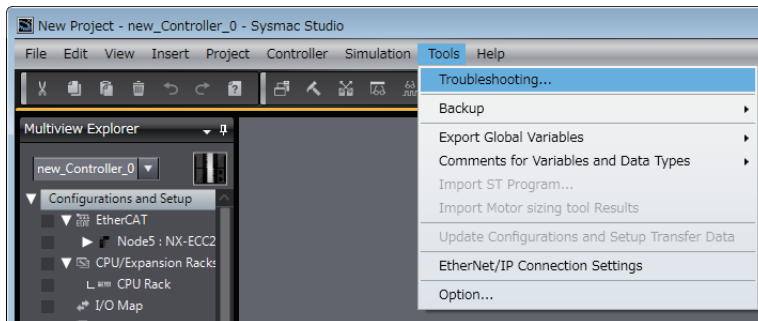 New Project - new_Controller_0 - Sysmac Studio
File Edit View Insert Project Controller Simulation Tools Help
Troubleshooting...
Backup
Export Global Variables
Comments for Variables and Data Types
Import ST Program...
Import Motor sizing tool Results
Update Configurations and Setup Transfer Data
EtherNet/IP Connection Settings
Option...
Multiview Explorer
new_Controller_0
Configurations and Setup
EtherCAT
Node5 : NX-ECC2
CPU/Expansion Racks
CPU Rack
I/O Map